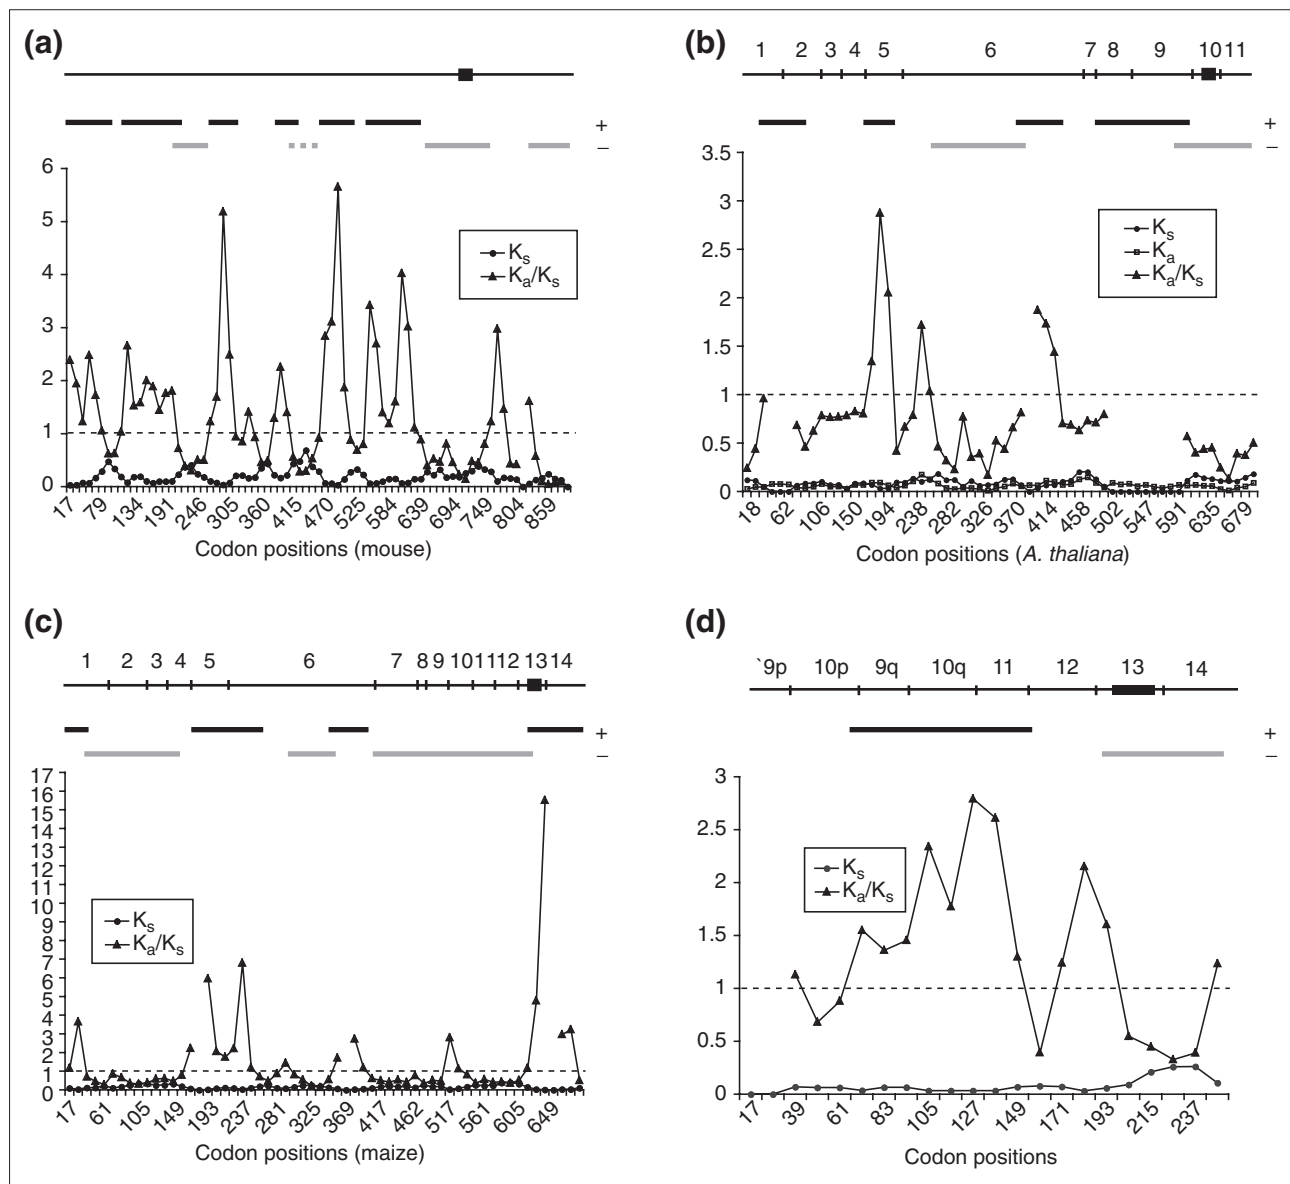 (a)
+
–
6
5
4
3
2
1
0
Ks
Ka/Ks
17 79 134 191 246 305 360 415 470 525 584 639 694 749 804 859
Codon positions (mouse)
(b)
1 2 3 4 5 6 7 8 9 10 11
+
–
3.5
3
2.5
2
1.5
1
0.5
0
Ks
Ka
Ka/Ks
18 62 106 150 194 238 282 326 370 414 458 502 547 591 635 679
Codon positions (A. thaliana)
(c)
1 2 3 4 5 6 7 8 9 10 11 12 13 14
+
–
17
16
15
14
13
12
11
10
9
8
7
6
5
4
3
2
1
0
Ks
Ka/Ks
17 61 105 149 193 237 281 325 369 417 462 517 561 605 649
Codon positions (maize)
(d)
`9p 10p 9q 10q 11 12 13 14
+
–
3
2.5
2
1.5
1
0.5
0
Ks
Ka/Ks
17 39 61 83 105 127 149 171 193 215 237
Codon positions